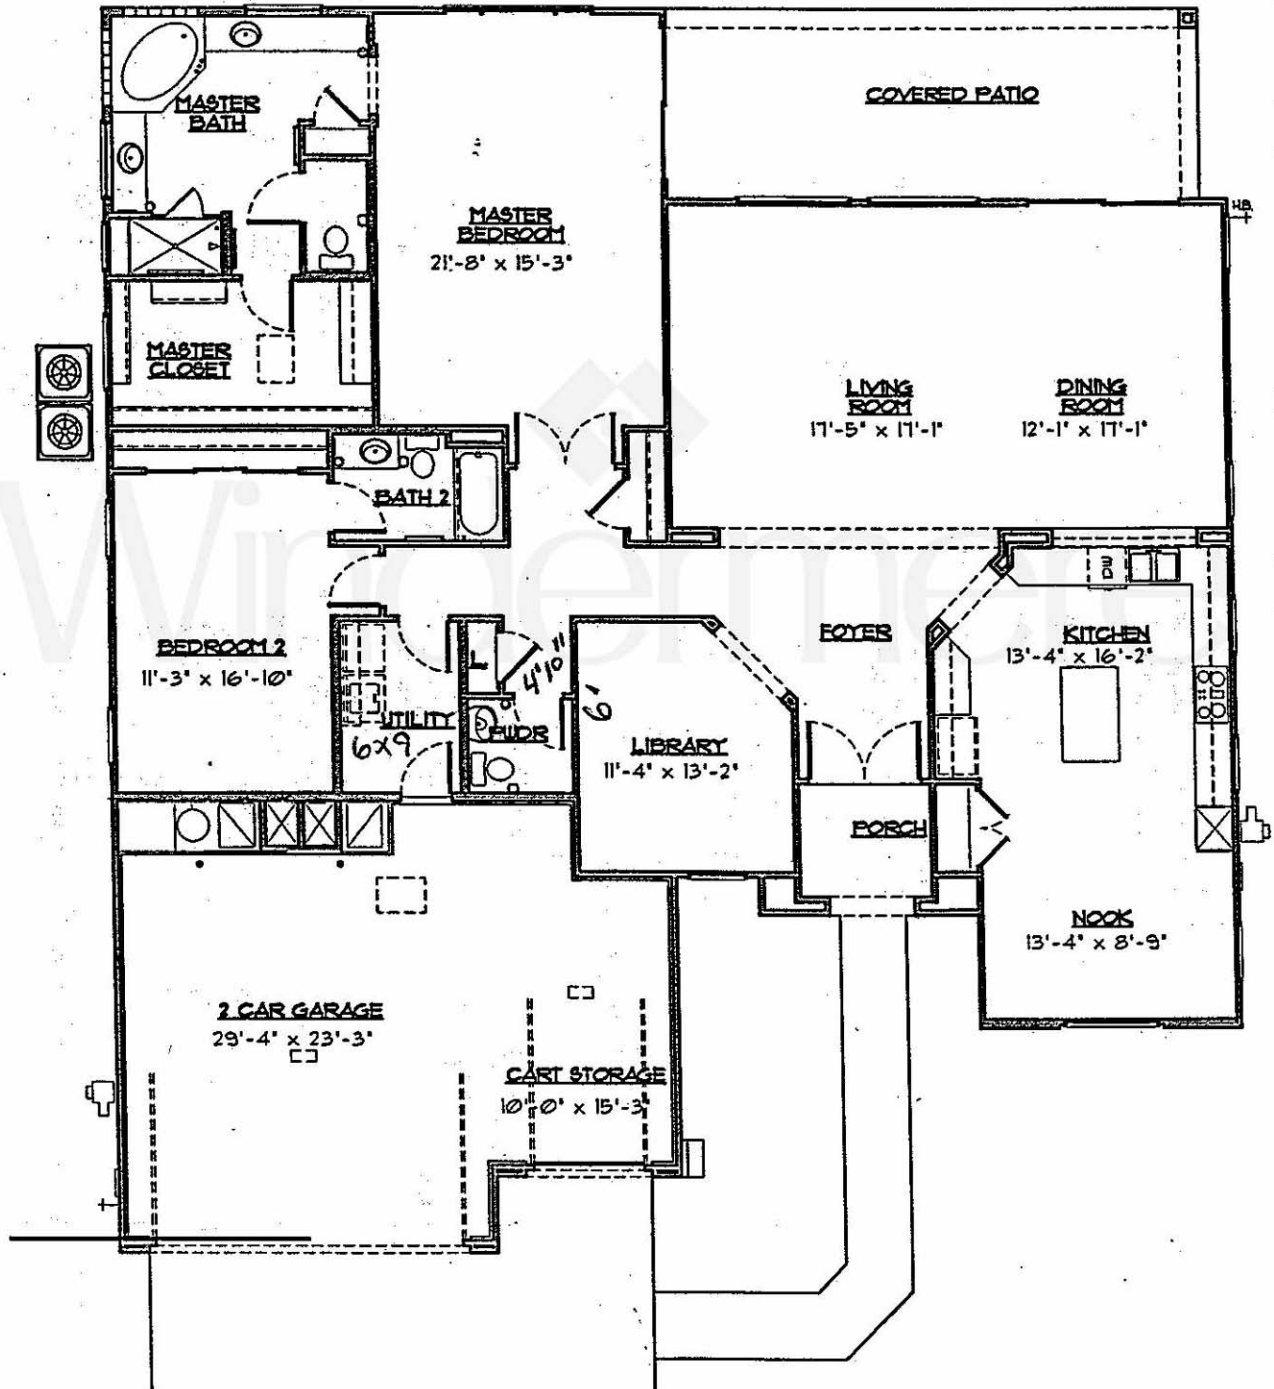 MASTER
BATH
COVERED PATIO
H.B.
MASTER
BEDROOM
21'-8" x 15'-3"
MASTER
CLOSET
LIVING
ROOM
17'-5" x 17'-1"
DINING
ROOM
12'-1" x 17'-1"
BATH 2
Windermere
DW
BEDROOM 2
11'-3" x 16'-10"
FOYER
KITCHEN
13'-4" x 16'-2"
L
4'10"
6'
UTILITY
6x9
PWDR
LIBRARY
11'-4" x 13'-2"
PORCH
NOOK
13'-4" x 8'-9"
2 CAR GARAGE
29'-4" x 23'-3"
CART STORAGE
10'-0" x 15'-3"